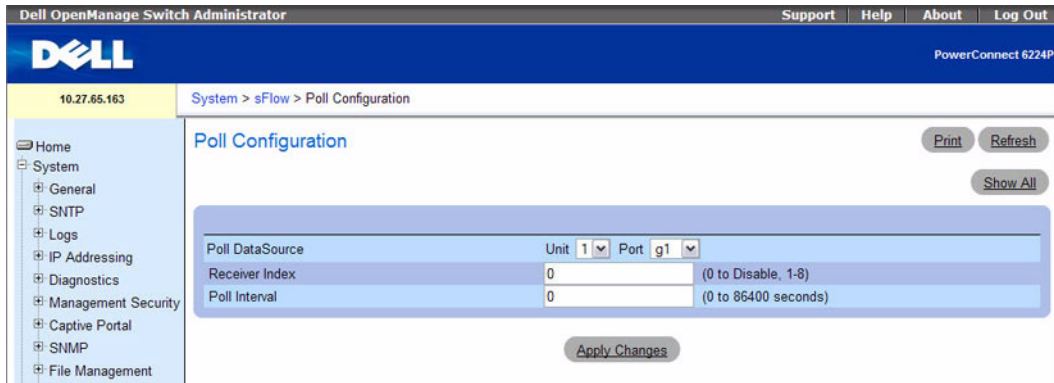 Dell OpenManage Switch Administrator
Support Help About Log Out
DELL
PowerConnect 6224P
10.27.65.163
System > sFlow > Poll Configuration
Home
System
General
SNTP
Logs
IP Addressing
Diagnostics
Management Security
Captive Portal
SNMP
File Management
Poll Configuration
Print Refresh
Show All
Poll DataSource Unit 1 Port g1
Receiver Index 0 (0 to Disable, 1-8)
Poll Interval 0 (0 to 86400 seconds)
Apply Changes